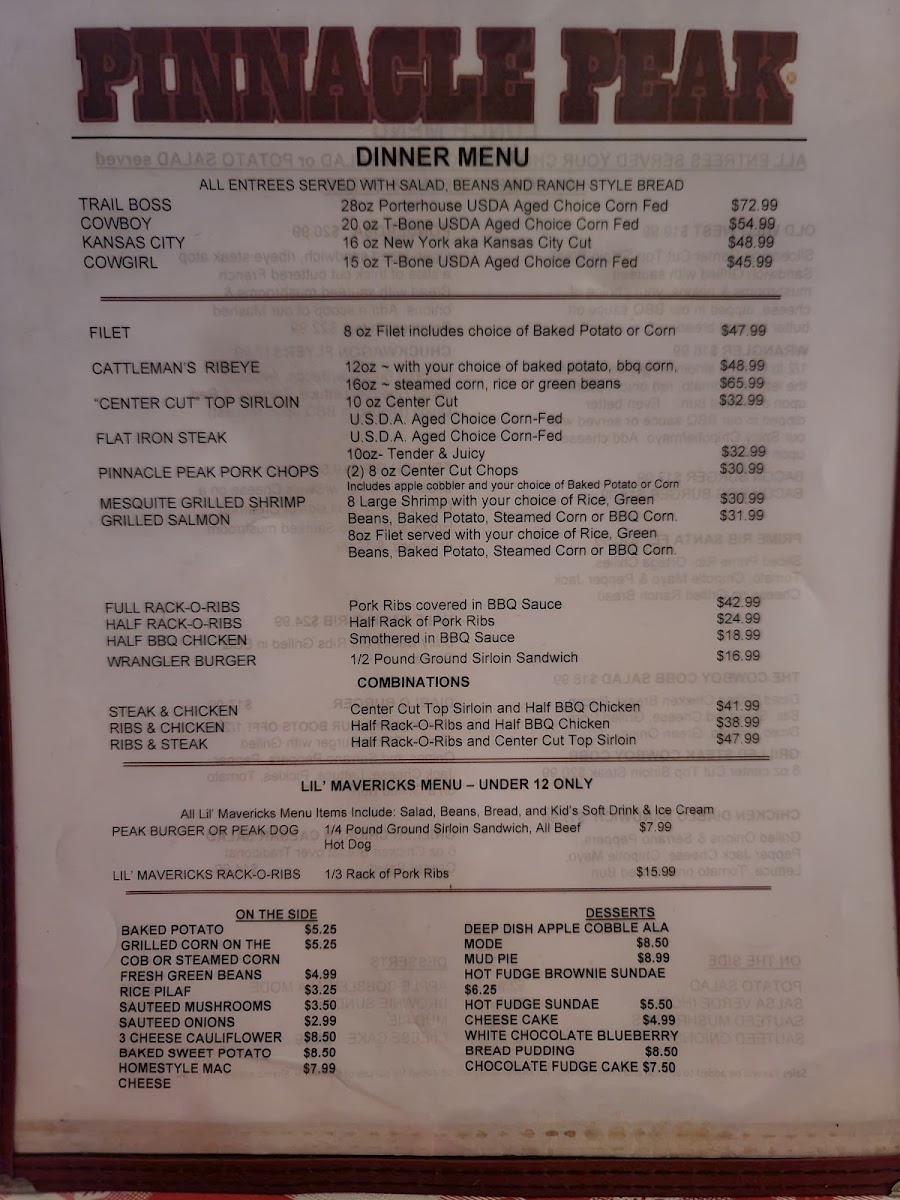 PINNACLE PEAK®
DINNER MENU
ALL ENTREES SERVED WITH SALAD, BEANS AND RANCH STYLE BREAD
TRAIL BOSS 28oz Porterhouse USDA Aged Choice Corn Fed $72.99
COWBOY 20 oz T-Bone USDA Aged Choice Corn Fed $54.99
KANSAS CITY 16 oz New York aka Kansas City Cut $48.99
COWGIRL 15 oz T-Bone USDA Aged Choice Corn Fed $45.99
FILET 8 oz Filet includes choice of Baked Potato or Corn $47.99
CATTLEMAN'S RIBEYE 12oz ~ with your choice of baked potato, bbq corn, $48.99
16oz ~ steamed corn, rice or green beans $65.99
"CENTER CUT" TOP SIRLOIN 10 oz Center Cut $32.99
U.S.D.A. Aged Choice Corn-Fed
FLAT IRON STEAK U.S.D.A. Aged Choice Corn-Fed
10oz- Tender & Juicy $32.99
PINNACLE PEAK PORK CHOPS (2) 8 oz Center Cut Chops $30.99
Includes apple cobbler and your choice of Baked Potato or Corn
MESQUITE GRILLED SHRIMP 8 Large Shrimp with your choice of Rice, Green $30.99
GRILLED SALMON Beans, Baked Potato, Steamed Corn or BBQ Corn. $31.99
8oz Filet served with your choice of Rice, Green
Beans, Baked Potato, Steamed Corn or BBQ Corn.
FULL RACK-O-RIBS Pork Ribs covered in BBQ Sauce $42.99
HALF RACK-O-RIBS Half Rack of Pork Ribs $24.99
HALF BBQ CHICKEN Smothered in BBQ Sauce $18.99
WRANGLER BURGER 1/2 Pound Ground Sirloin Sandwich $16.99
COMBINATIONS
STEAK & CHICKEN Center Cut Top Sirloin and Half BBQ Chicken $41.99
RIBS & CHICKEN Half Rack-O-Ribs and Half BBQ Chicken $38.99
RIBS & STEAK Half Rack-O-Ribs and Center Cut Top Sirloin $47.99
LIL' MAVERICKS MENU – UNDER 12 ONLY
All Lil' Mavericks Menu Items Include: Salad, Beans, Bread, and Kid's Soft Drink & Ice Cream
PEAK BURGER OR PEAK DOG 1/4 Pound Ground Sirloin Sandwich, All Beef $7.99
Hot Dog
LIL' MAVERICKS RACK-O-RIBS 1/3 Rack of Pork Ribs $15.99
ON THE SIDE
BAKED POTATO $5.25
GRILLED CORN ON THE $5.25
COB OR STEAMED CORN
FRESH GREEN BEANS $4.99
RICE PILAF $3.25
SAUTEED MUSHROOMS $3.50
SAUTEED ONIONS $2.99
3 CHEESE CAULIFLOWER $8.50
BAKED SWEET POTATO $8.50
HOMESTYLE MAC $7.99
CHEESE
DESSERTS
DEEP DISH APPLE COBBLE ALA
MODE $8.50
MUD PIE $8.99
HOT FUDGE BROWNIE SUNDAE
$6.25
HOT FUDGE SUNDAE $5.50
CHEESE CAKE $4.99
WHITE CHOCOLATE BLUEBERRY
BREAD PUDDING $8.50
CHOCOLATE FUDGE CAKE $7.50